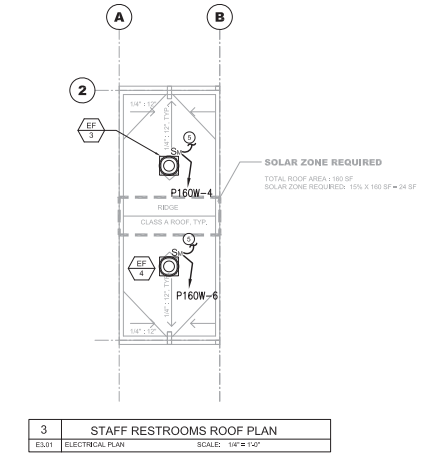 A
B
2
1/4" : 12"
1/4" : 12", TYP.
EF
3
5
SM
P160W-4
SOLAR ZONE REQUIRED
TOTAL ROOF AREA : 160 SF
SOLAR ZONE REQUIRED: 15% X 160 SF = 24 SF
RIDGE
CLASS A ROOF, TYP.
5
SM
EF
4
P160W-6
1/4" : 12", TYP.
1/4" : 12"
3
STAFF RESTROOMS ROOF PLAN
E3.01
ELECTRICAL PLAN
SCALE: 1/4" = 1'-0"